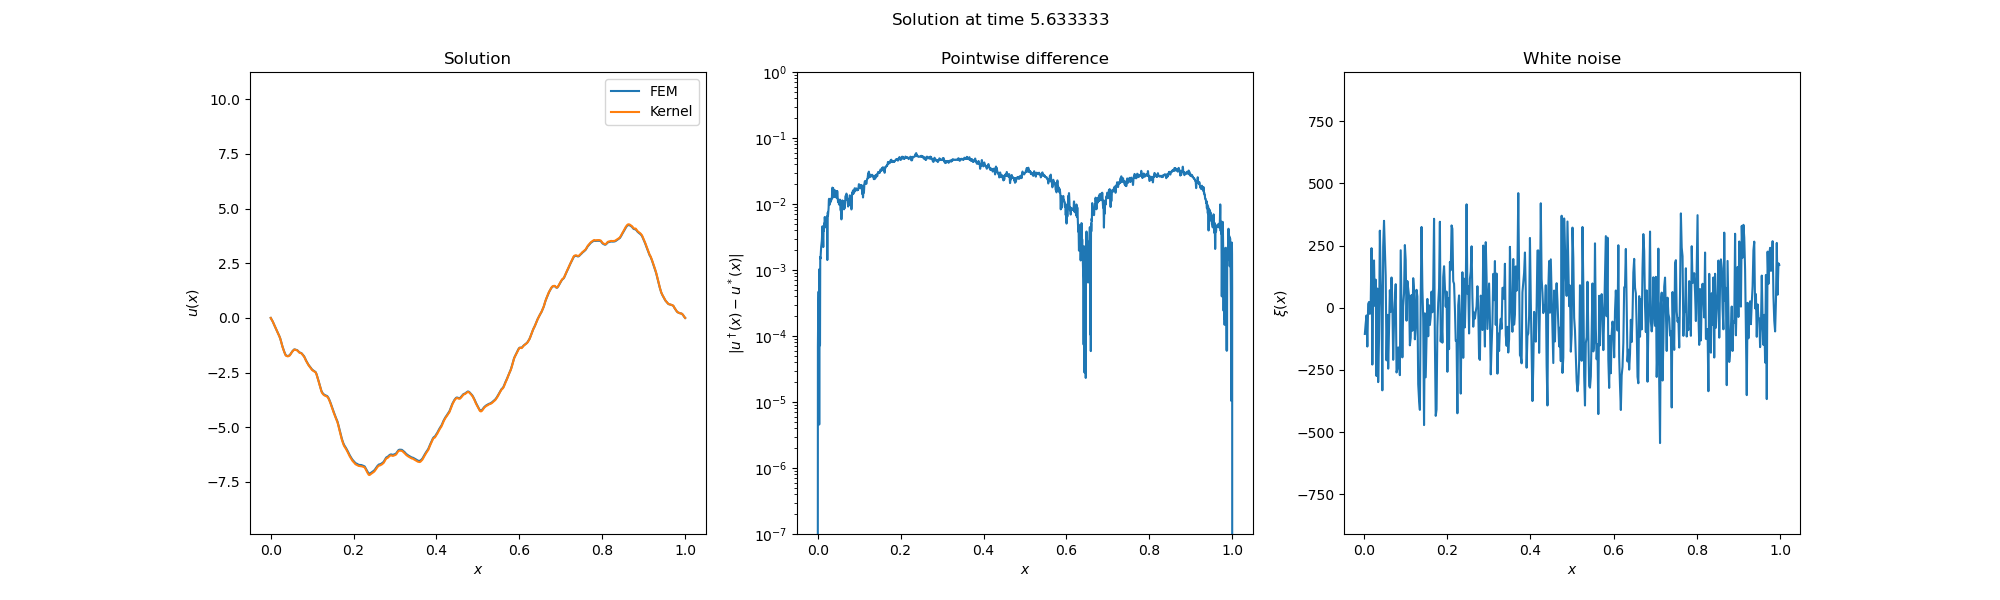 Solution at time 5.633333
Solution
u(x)
10.0
7.5
5.0
2.5
0.0
−2.5
−5.0
−7.5
FEM
Kernel
0.0 0.2 0.4 0.6 0.8 1.0
x
Pointwise difference
|u†(x) − u*(x)|
10⁰
10⁻¹
10⁻²
10⁻³
10⁻⁴
10⁻⁵
10⁻⁶
10⁻⁷
0.0 0.2 0.4 0.6 0.8 1.0
x
White noise
ξ(x)
750
500
250
0
−250
−500
−750
0.0 0.2 0.4 0.6 0.8 1.0
x